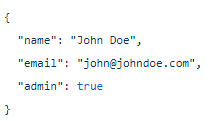 {
  "name": "John Doe",
  "email": "john@johndoe.com",
  "admin": true
}